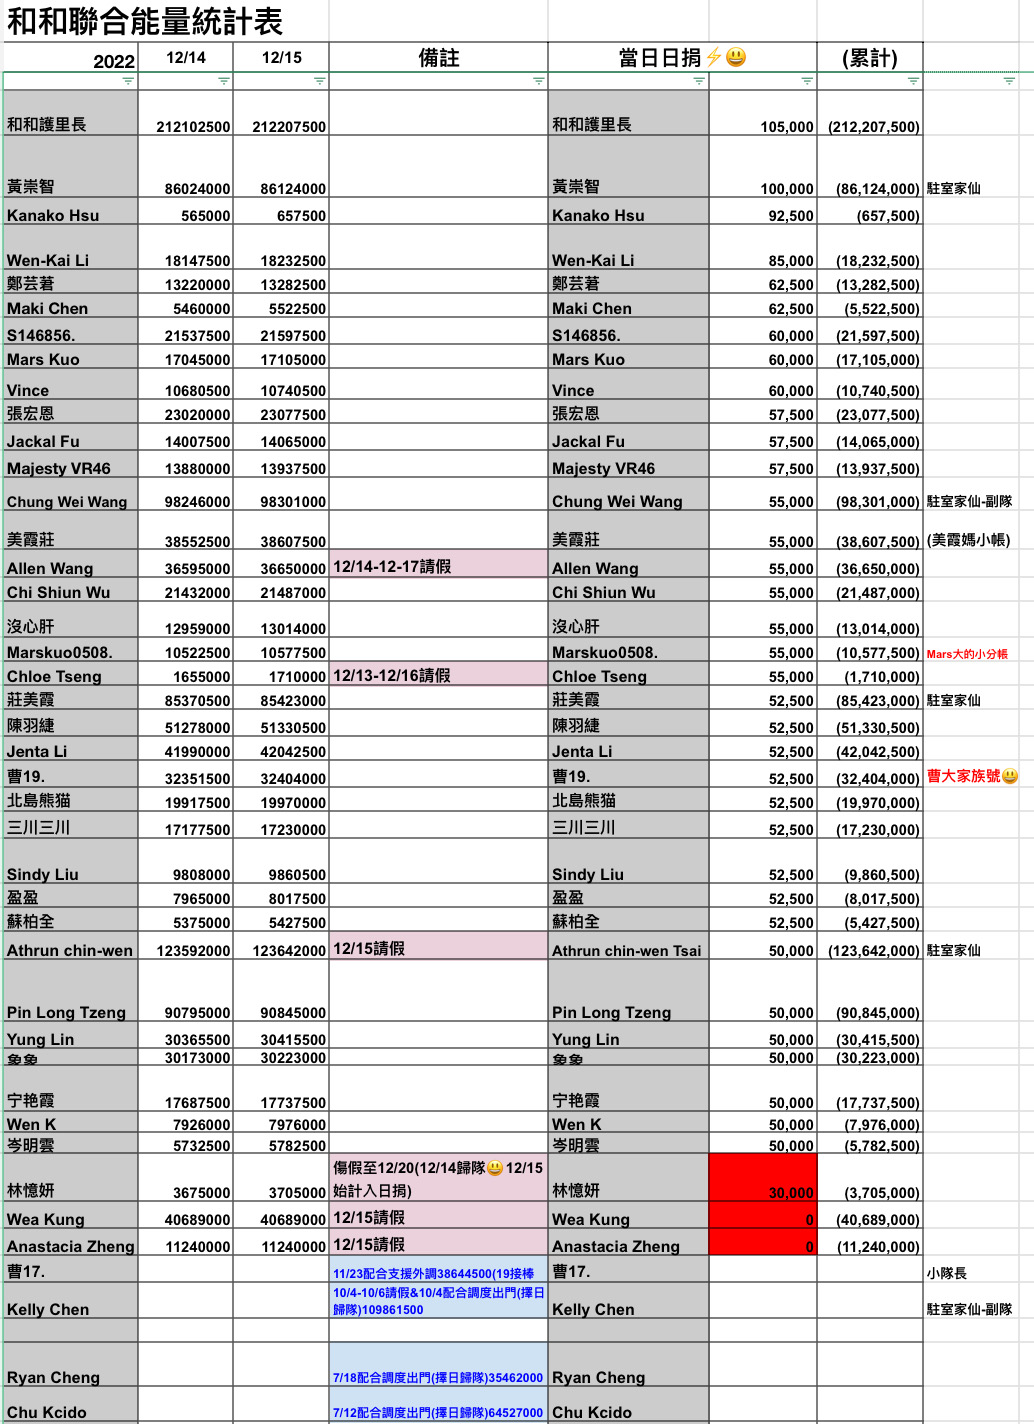 和和聯合能量統計表
2022 12/14 12/15 備註 當日日捐⚡😃 (累計)
和和護里長 212102500 212207500 和和護里長 105,000 (212,207,500)
黃崇智 86024000 86124000 黃崇智 100,000 (86,124,000) 駐室家仙
Kanako Hsu 565000 657500 Kanako Hsu 92,500 (657,500)
Wen-Kai Li 18147500 18232500 Wen-Kai Li 85,000 (18,232,500)
鄭芸著 13220000 13282500 鄭芸著 62,500 (13,282,500)
Maki Chen 5460000 5522500 Maki Chen 62,500 (5,522,500)
S146856. 21537500 21597500 S146856. 60,000 (21,597,500)
Mars Kuo 17045000 17105000 Mars Kuo 60,000 (17,105,000)
Vince 10680500 10740500 Vince 60,000 (10,740,500)
張宏恩 23020000 23077500 張宏恩 57,500 (23,077,500)
Jackal Fu 14007500 14065000 Jackal Fu 57,500 (14,065,000)
Majesty VR46 13880000 13937500 Majesty VR46 57,500 (13,937,500)
Chung Wei Wang 98246000 98301000 Chung Wei Wang 55,000 (98,301,000) 駐室家仙-副隊
美霞莊 38552500 38607500 美霞莊 55,000 (38,607,500) (美霞媽小帳)
Allen Wang 36595000 36650000 12/14-12-17請假 Allen Wang 55,000 (36,650,000)
Chi Shiun Wu 21432000 21487000 Chi Shiun Wu 55,000 (21,487,000)
沒心肝 12959000 13014000 沒心肝 55,000 (13,014,000)
Marskuo0508. 10522500 10577500 Marskuo0508. 55,000 (10,577,500) Mars大的小分帳
Chloe Tseng 1655000 1710000 12/13-12/16請假 Chloe Tseng 55,000 (1,710,000)
莊美霞 85370500 85423000 莊美霞 52,500 (85,423,000) 駐室家仙
陳羽緁 51278000 51330500 陳羽緁 52,500 (51,330,500)
Jenta Li 41990000 42042500 Jenta Li 52,500 (42,042,500)
曹19. 32351500 32404000 曹19. 52,500 (32,404,000) 曹大家族號😃
北島熊猫 19917500 19970000 北島熊猫 52,500 (19,970,000)
三川三川 17177500 17230000 三川三川 52,500 (17,230,000)
Sindy Liu 9808000 9860500 Sindy Liu 52,500 (9,860,500)
盈盈 7965000 8017500 盈盈 52,500 (8,017,500)
蘇柏全 5375000 5427500 蘇柏全 52,500 (5,427,500)
Athrun chin-wen 123592000 123642000 12/15請假 Athrun chin-wen Tsai 50,000 (123,642,000) 駐室家仙
Pin Long Tzeng 90795000 90845000 Pin Long Tzeng 50,000 (90,845,000)
Yung Lin 30365500 30415500 Yung Lin 50,000 (30,415,500)
象象 30173000 30223000 象象 50,000 (30,223,000)
宁艳霞 17687500 17737500 宁艳霞 50,000 (17,737,500)
Wen K 7926000 7976000 Wen K 50,000 (7,976,000)
岑明雲 5732500 5782500 岑明雲 50,000 (5,782,500)
傷假至12/20(12/14歸隊😃12/15
林憶妍 3675000 3705000 始計入日捐) 林憶妍 30,000 (3,705,000)
Wea Kung 40689000 40689000 12/15請假 Wea Kung 0 (40,689,000)
Anastacia Zheng 11240000 11240000 12/15請假 Anastacia Zheng 0 (11,240,000)
曹17. 11/23配合支援外調38644500(19接棒 曹17. 小隊長
10/4-10/6請假&10/4配合調度出門(擇日
Kelly Chen 歸隊)109861500 Kelly Chen 駐室家仙-副隊
Ryan Cheng 7/18配合調度出門(擇日歸隊)35462000 Ryan Cheng
Chu Kcido 7/12配合調度出門(擇日歸隊)64527000 Chu Kcido